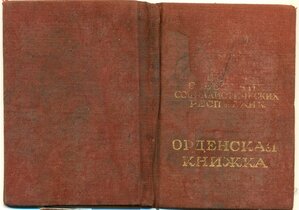 СОЦИАЛИСТИЧЕСКИХ
РЕСПУБЛИК
ОРДЕНСКАЯ
КНИЖКА